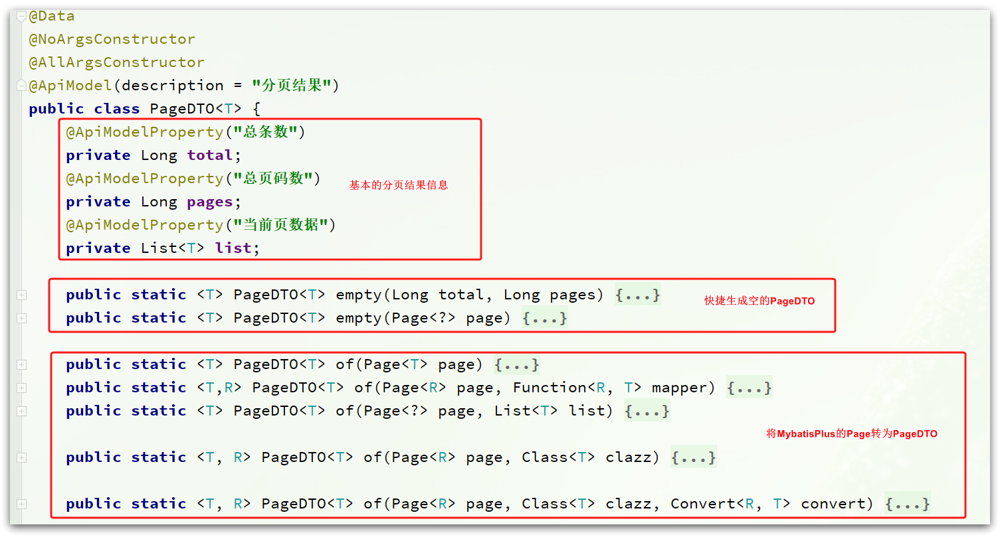 @Data
@NoArgsConstructor
@AllArgsConstructor
@ApiModel(description = "分页结果")
public class PageDTO<T> {
@ApiModelProperty("总条数")
private Long total;
@ApiModelProperty("总页码数")
基本的分页结果信息
private Long pages;
@ApiModelProperty("当前页数据")
private List<T> list;
public static <T> PageDTO<T> empty(Long total, Long pages) {...}
快捷生成空的PageDTO
public static <T> PageDTO<T> empty(Page<?> page) {...}
public static <T> PageDTO<T> of(Page<T> page) {...}
public static <T,R> PageDTO<T> of(Page<R> page, Function<R, T> mapper) {...}
public static <T> PageDTO<T> of(Page<?> page, List<T> list) {...}
将MybatisPlus的Page转为PageDTO
public static <T, R> PageDTO<T> of(Page<R> page, Class<T> clazz) {...}
public static <T, R> PageDTO<T> of(Page<R> page, Class<T> clazz, Convert<R, T> convert) {...}